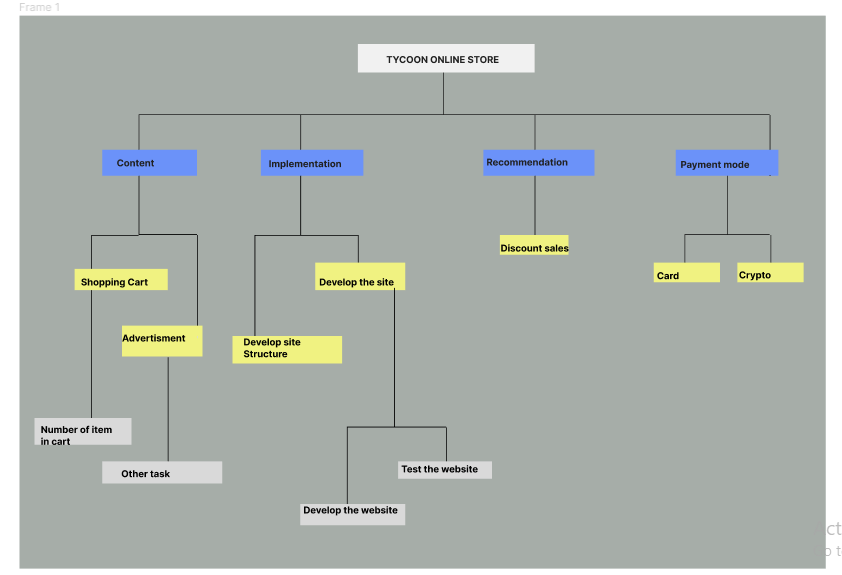 Frame 1
TYCOON ONLINE STORE
Content
Implementation
Recommendation
Payment mode
Discount sales
Shopping Cart
Develop the site
Card
Crypto
Advertisment
Develop site
Structure
Number of item
in cart
Other task
Test the website
Develop the website